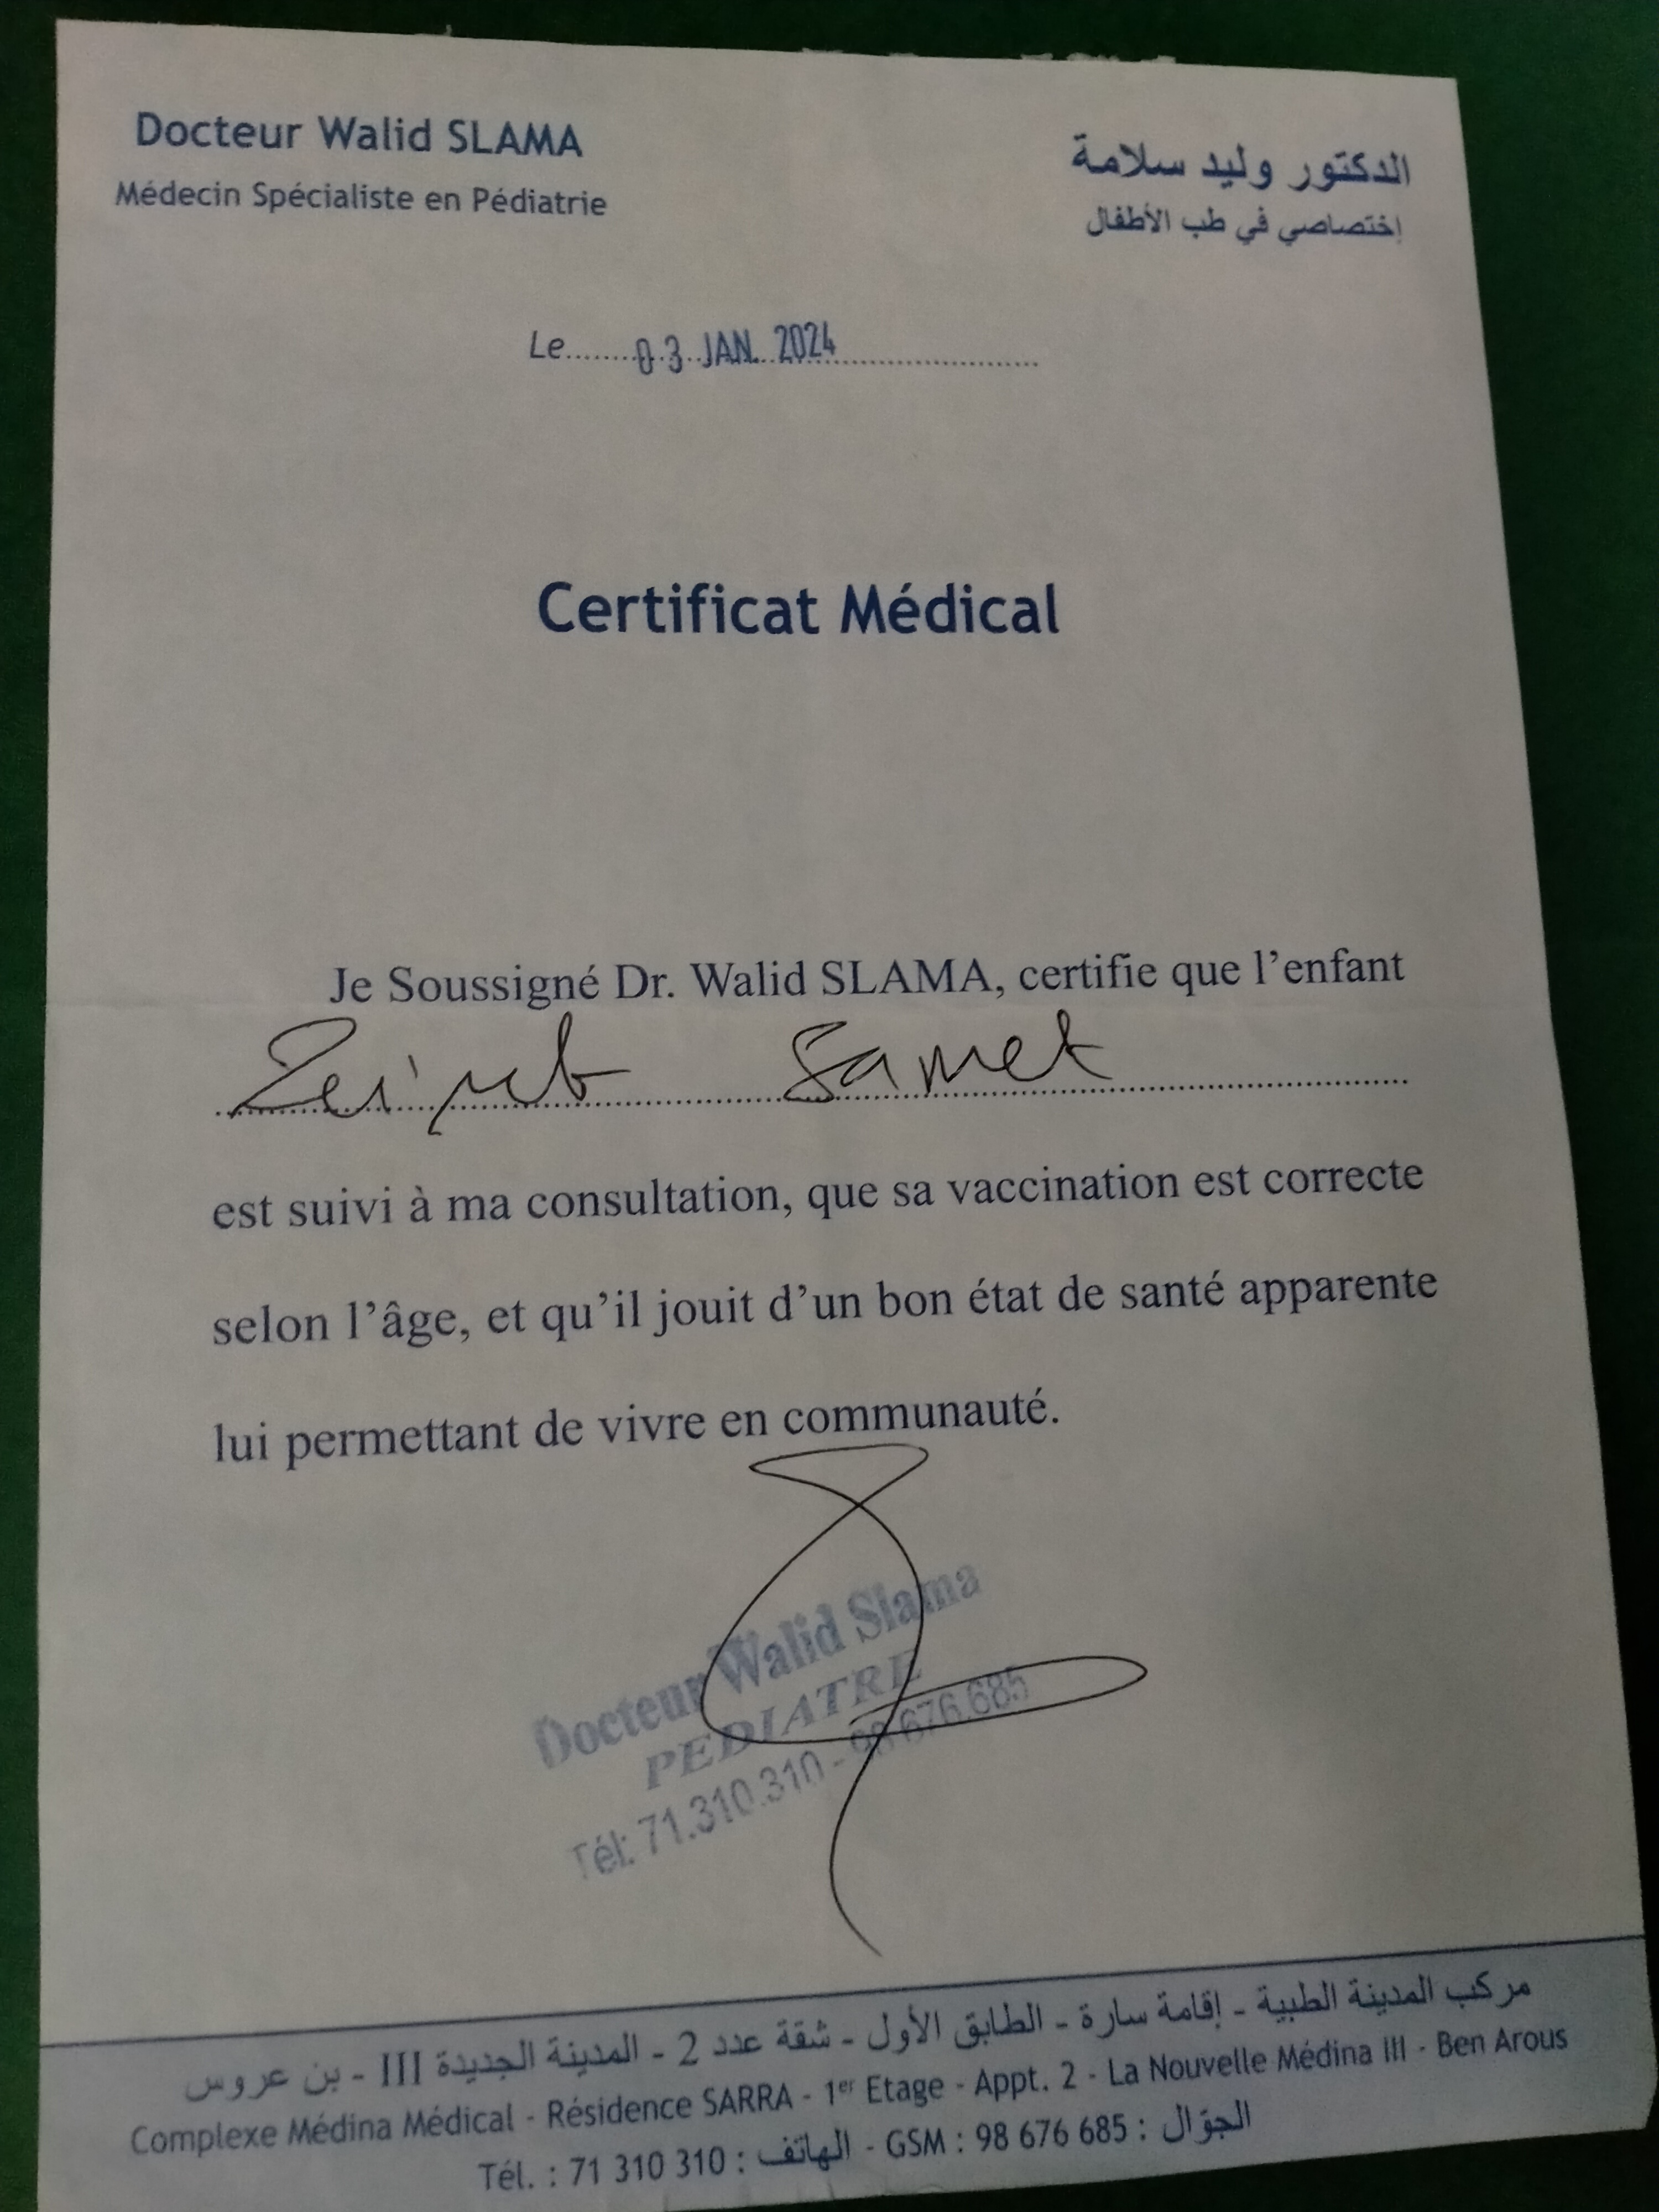 Docteur Walid SLAMA
Médecin Spécialiste en Pédiatrie
الدكتور وليد سلامة
إختصاصي في طب الأطفال
Le 03 JAN. 2024
Certificat Médical
Je Soussigné Dr. Walid SLAMA, certifie que l'enfant
Zeineb Samet
est suivi à ma consultation, que sa vaccination est correcte
selon l'âge, et qu'il jouit d'un bon état de santé apparente
lui permettant de vivre en communauté.
Docteur Walid Slama
PEDIATRE
Tél: 71.310.310 - 98.676.685
مركب المدينة الطبية - إقامة سارة - الطابق الأول - شقة عدد 2 - المدينة الجديدة III - بن عروس
Complexe Médina Médical - Résidence SARRA - 1er Etage - Appt. 2 - La Nouvelle Médina III - Ben Arous
Tél. : 71 310 310 : الهاتف - GSM : 98 676 685 : الجوّال